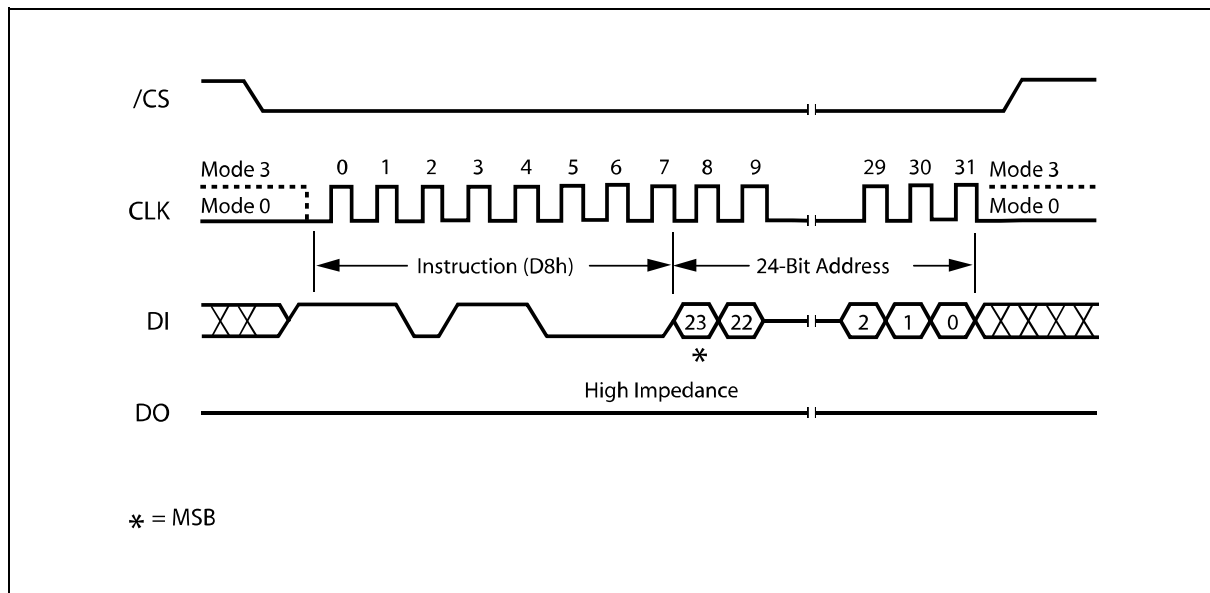 /CS
Mode 3 0 1 2 3 4 5 6 7 8 9 29 30 31 Mode 3
CLK Mode 0 Mode 0
Instruction (D8h) 24-Bit Address
DI 23 22 2 1 0
*
High Impedance
DO
* = MSB